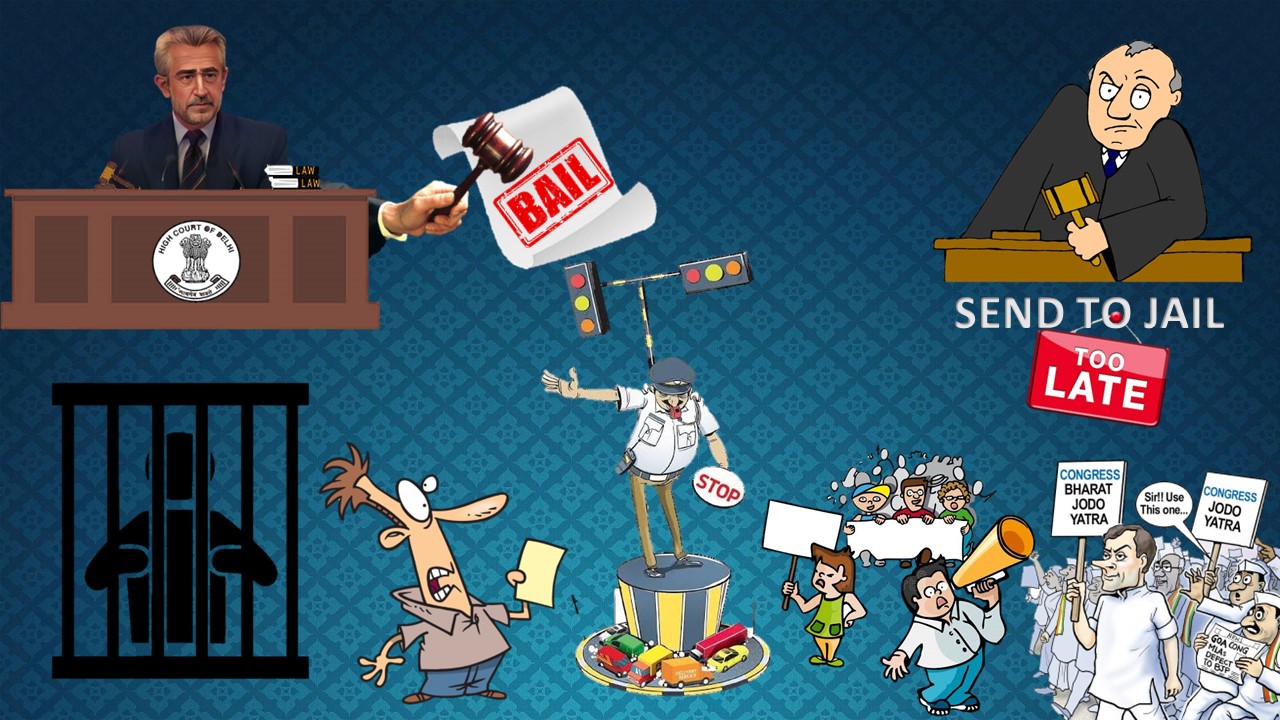 LAW
LAW
HIGH COURT OF DELHI
BAIL
SEND TO JAIL
TOO
LATE
STOP
CONGRESS
BHARAT
JODO
YATRA
Sir!! Use
This one...
CONGRESS
JODO
YATRA
GOA CONG
MLAs
DEFECT
TO BJP